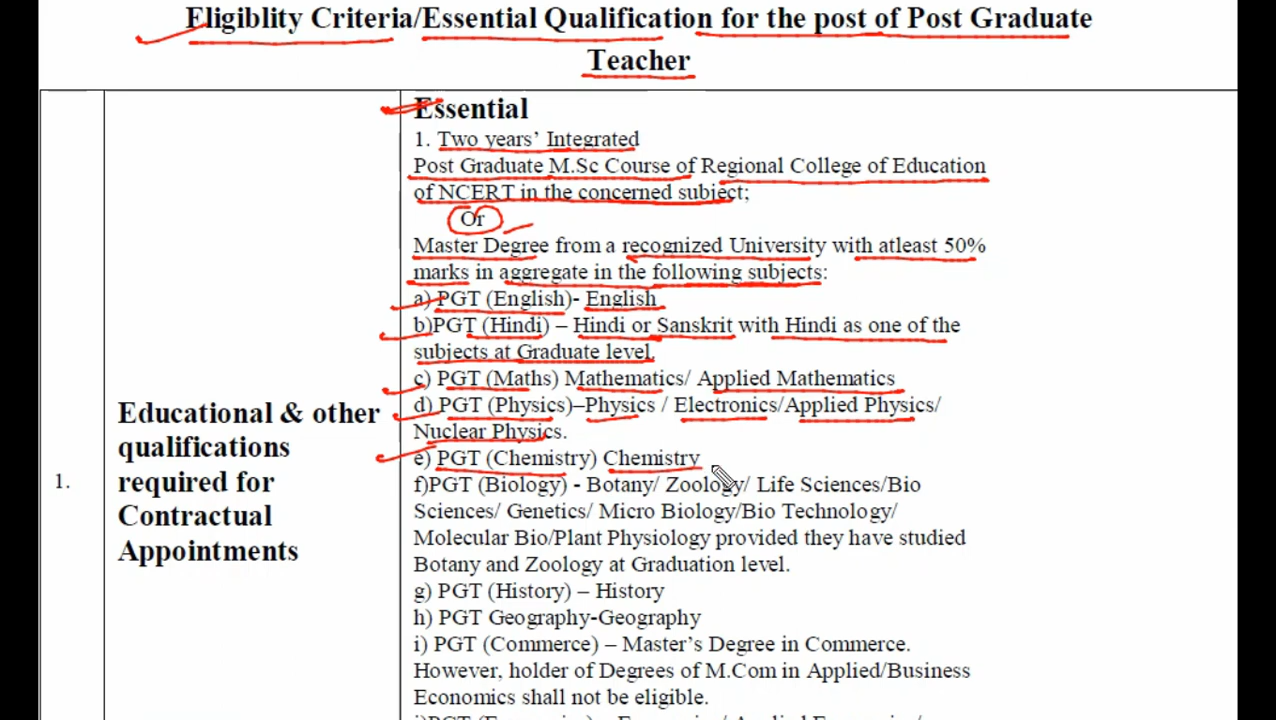 Eligiblity Criteria/Essential Qualification for the post of Post Graduate
Teacher
Essential
1. Two years’ Integrated
Post Graduate M.Sc Course of Regional College of Education
of NCERT in the concerned subject;
Or
Master Degree from a recognized University with atleast 50%
marks in aggregate in the following subjects:
a) PGT (English)- English
b)PGT (Hindi) – Hindi or Sanskrit with Hindi as one of the
subjects at Graduate level.
c) PGT (Maths) Mathematics/ Applied Mathematics
d) PGT (Physics)–Physics / Electronics/Applied Physics/
Nuclear Physics.
e) PGT (Chemistry) Chemistry
f)PGT (Biology) - Botany/ Zoology/ Life Sciences/Bio
Sciences/ Genetics/ Micro Biology/Bio Technology/
Molecular Bio/Plant Physiology provided they have studied
Botany and Zoology at Graduation level.
g) PGT (History) – History
h) PGT Geography-Geography
i) PGT (Commerce) – Master’s Degree in Commerce.
However, holder of Degrees of M.Com in Applied/Business
Economics shall not be eligible.
1.
Educational & other
qualifications
required for
Contractual
Appointments